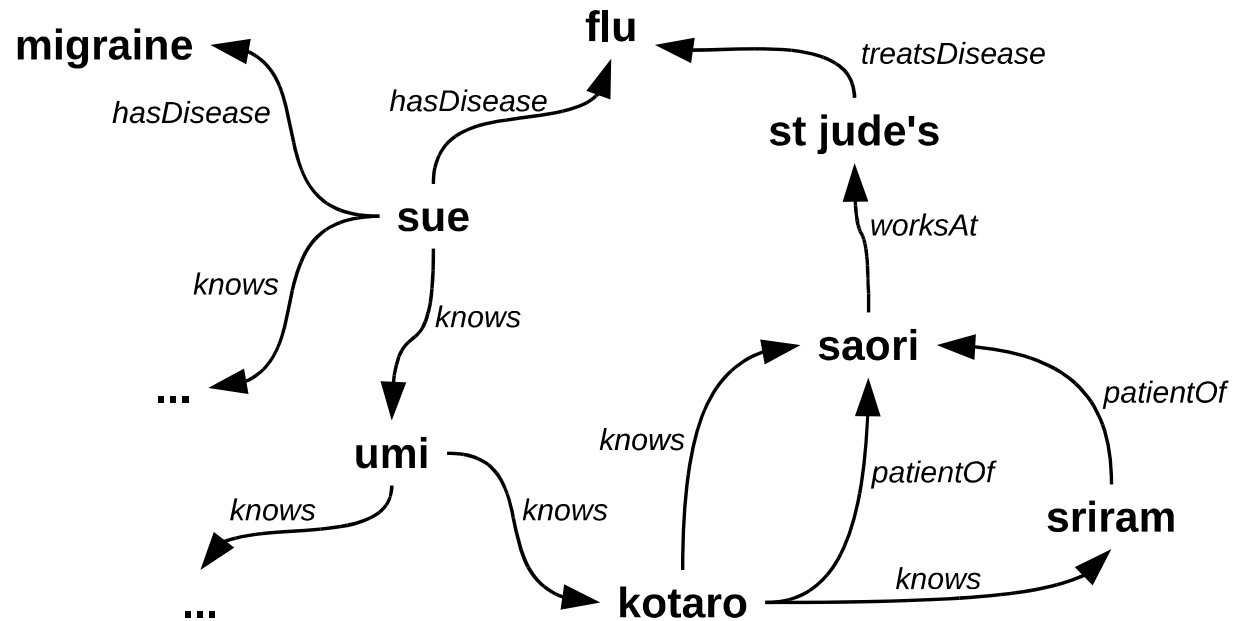 flu
migraine
treatsDisease
hasDisease
hasDisease
st jude's
sue
worksAt
knows
knows
saori
...
patientOf
knows
umi
patientOf
knows
knows
sriram
knows
kotaro
...